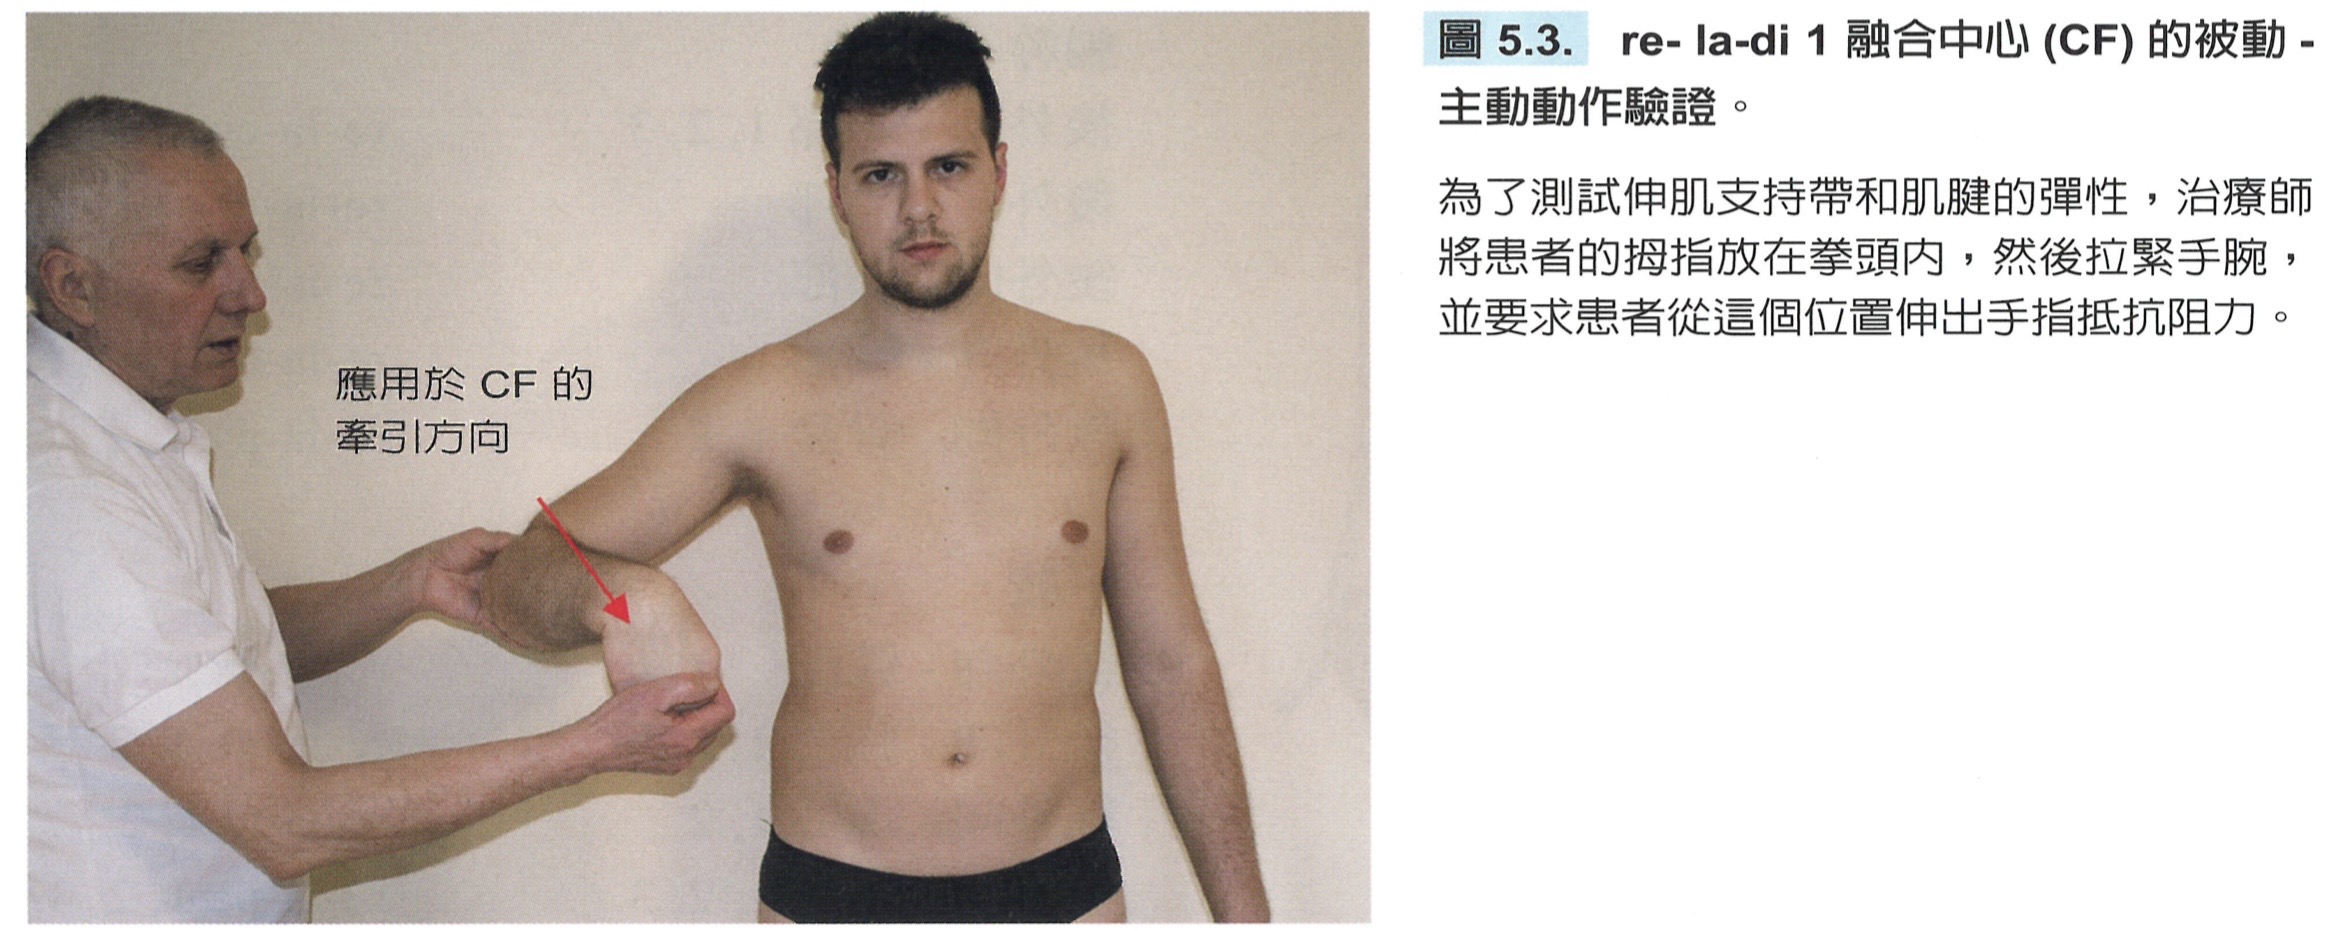 應用於 CF 的
牽引方向
圖 5.3. re- la-di 1 融合中心 (CF) 的被動 -
主動動作驗證。
為了測試伸肌支持帶和肌腱的彈性，治療師
將患者的拇指放在拳頭內，然後拉緊手腕，
並要求患者從這個位置伸出手指抵抗阻力。